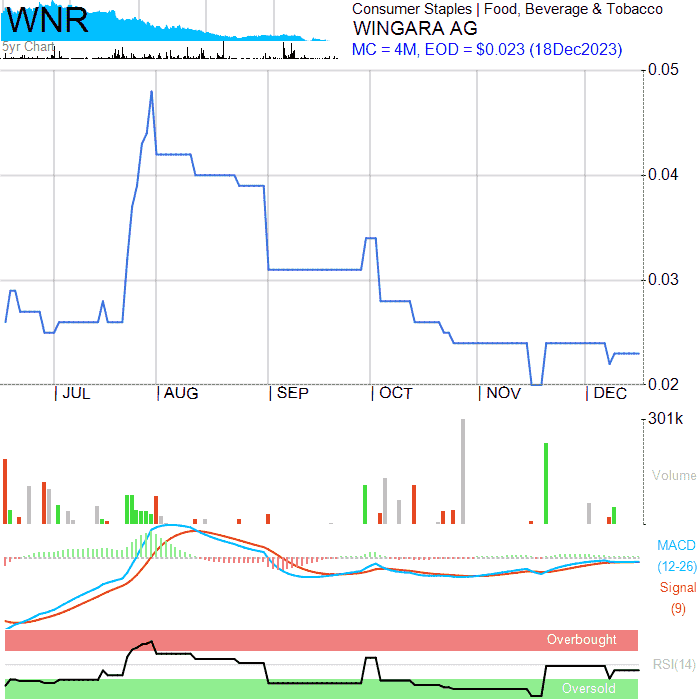 WNR
5yr Chart
Consumer Staples | Food, Beverage & Tobacco
WINGARA AG
MC = 4M, EOD = $0.023 (18Dec2023)
0.05
0.04
0.03
0.02
| JUL | AUG | SEP | OCT | NOV | DEC
301k
Volume
MACD
(12-26)
Signal
(9)
Overbought
RSI(14)
Oversold